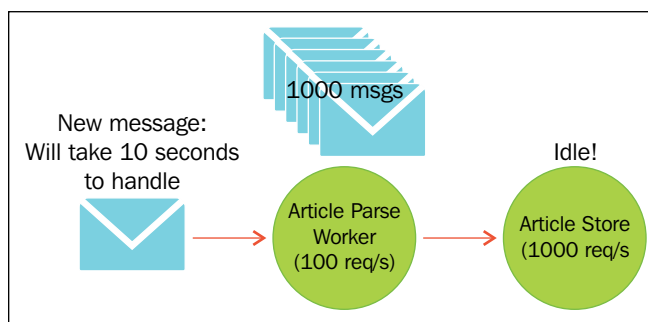 1000 msgs
New message:
Will take 10 seconds
to handle
Idle!
Article Parse
Worker
(100 req/s)
Article Store
(1000 req/s